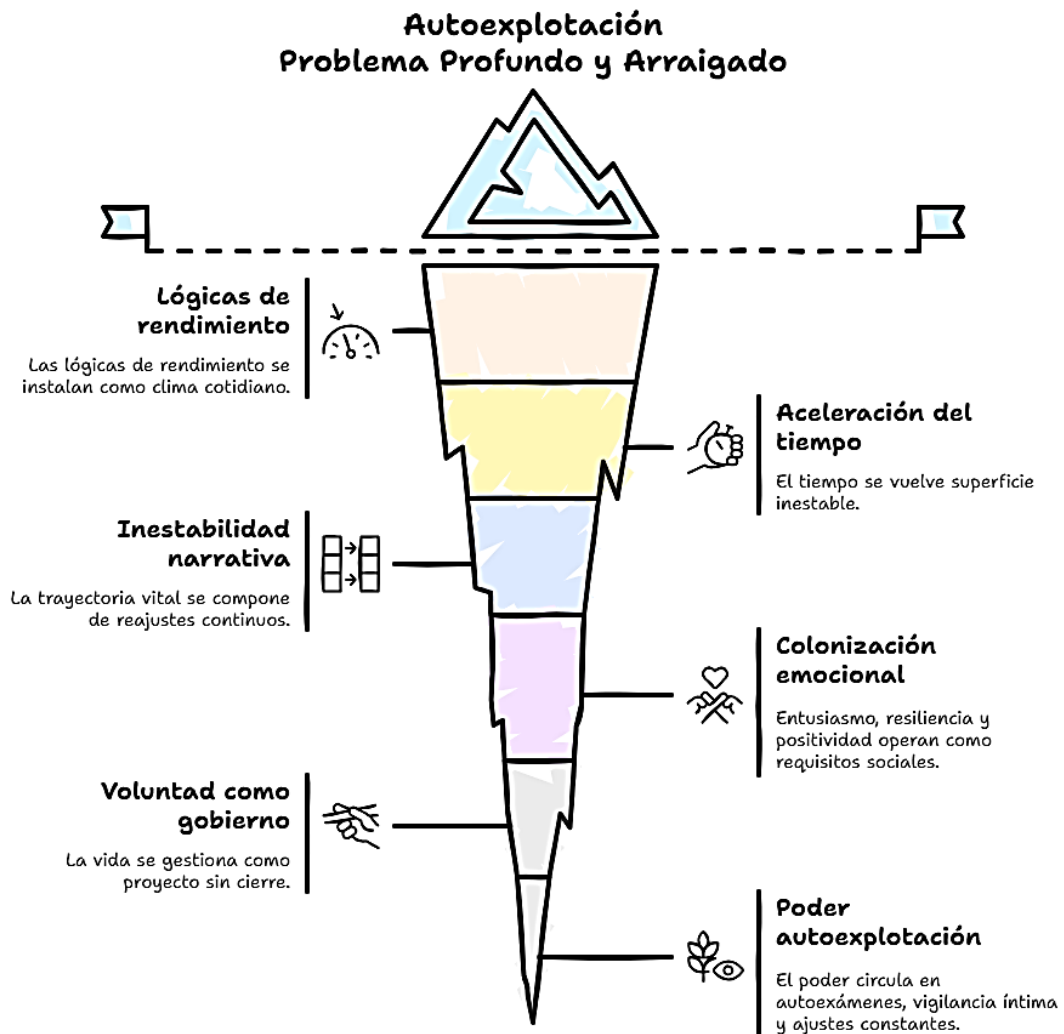 Autoexplotación
Problema Profundo y Arraigado
Lógicas de
rendimiento
Las lógicas de rendimiento se
instalan como clima cotidiano.
Aceleración del
tiempo
El tiempo se vuelve superficie
inestable.
Inestabilidad
narrativa
La trayectoria vital se compone
de reajustes continuos.
Colonización
emocional
Entusiasmo, resiliencia y
positividad operan como
requisitos sociales.
Voluntad como
gobierno
La vida se gestiona como
proyecto sin cierre.
Poder
autoexplotación
El poder circula en
autoexámenes, vigilancia íntima
y ajustes constantes.